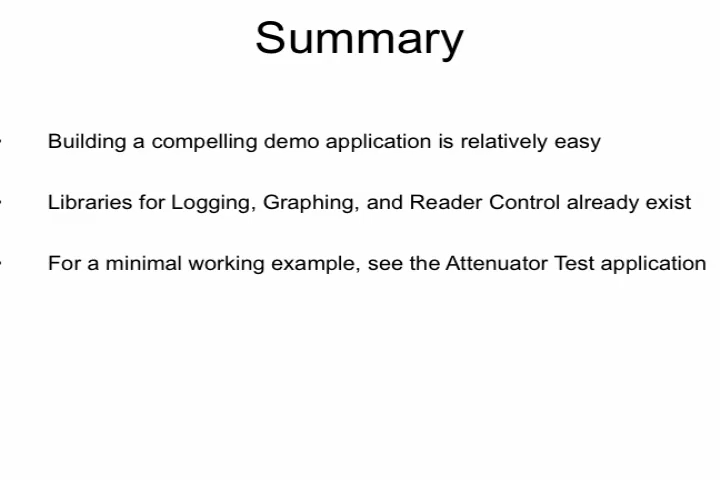 Summary
· Building a compelling demo application is relatively easy
· Libraries for Logging, Graphing, and Reader Control already exist
· For a minimal working example, see the Attenuator Test application